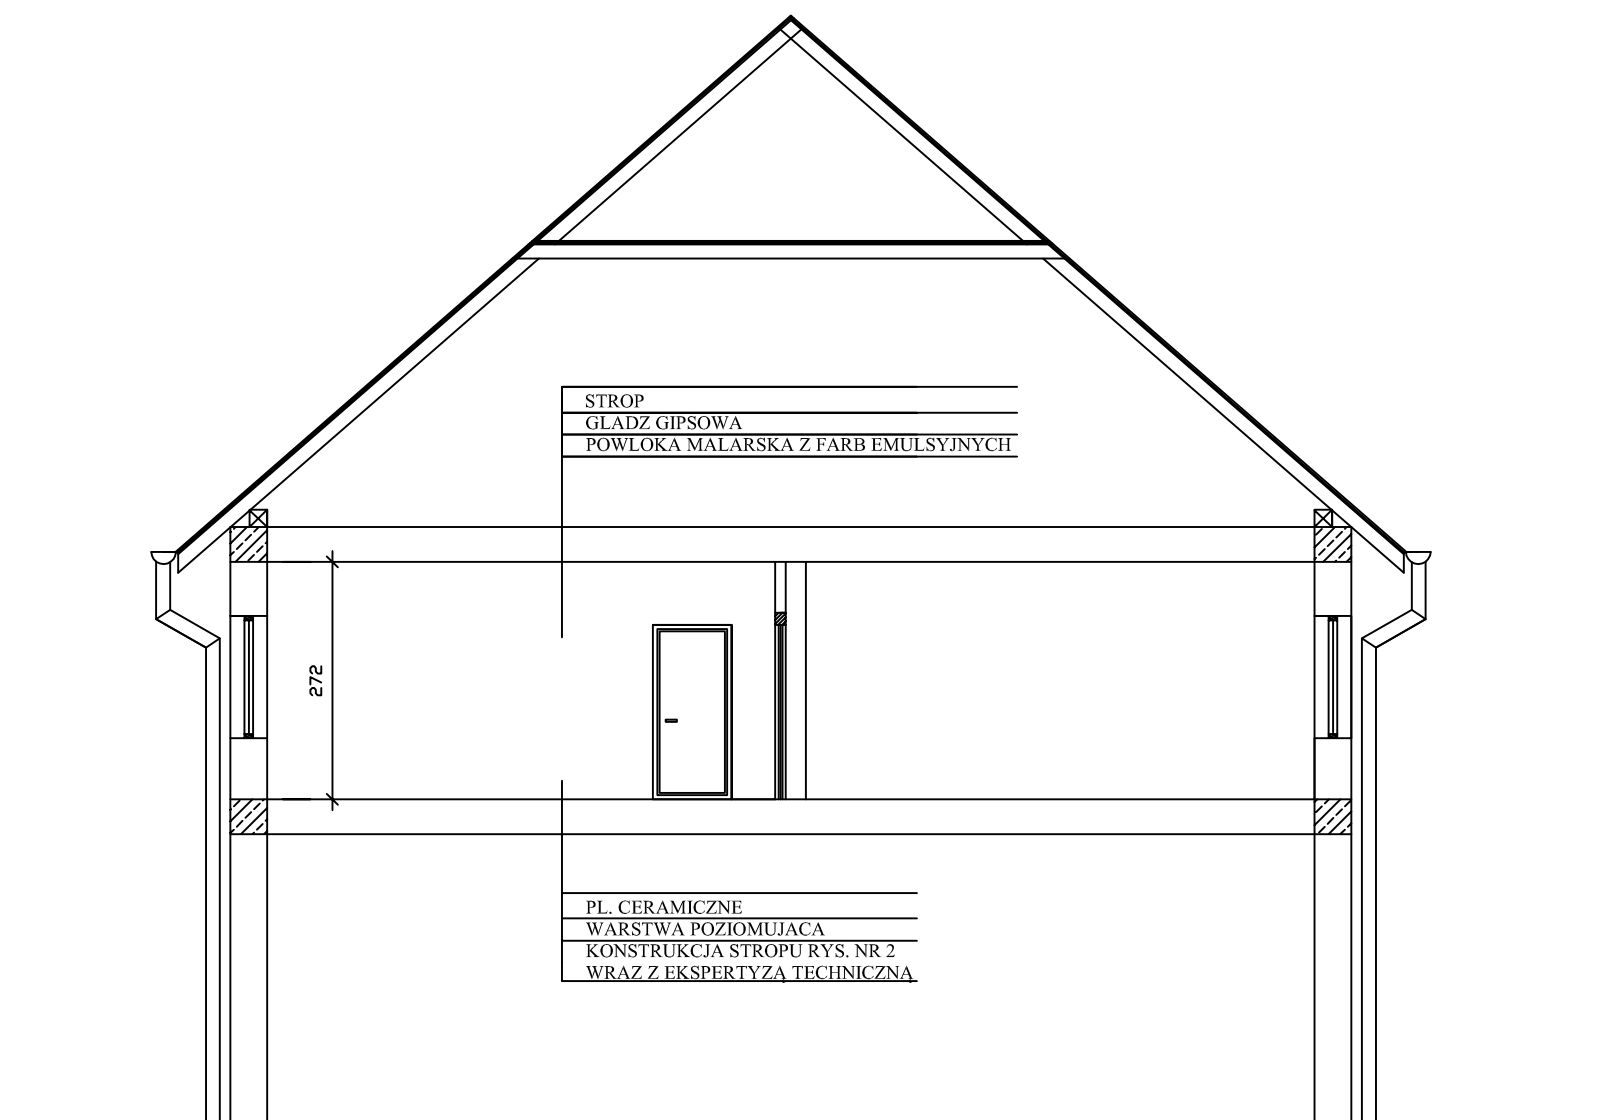 STROP
GLADZ GIPSOWA
POWLOKA MALARSKA Z FARB EMULSYJNYCH
272
PL. CERAMICZNE
WARSTWA POZIOMUJACA
KONSTRUKCJA STROPU RYS. NR 2
WRAZ Z EKSPERTYZĄ TECHNICZNĄ